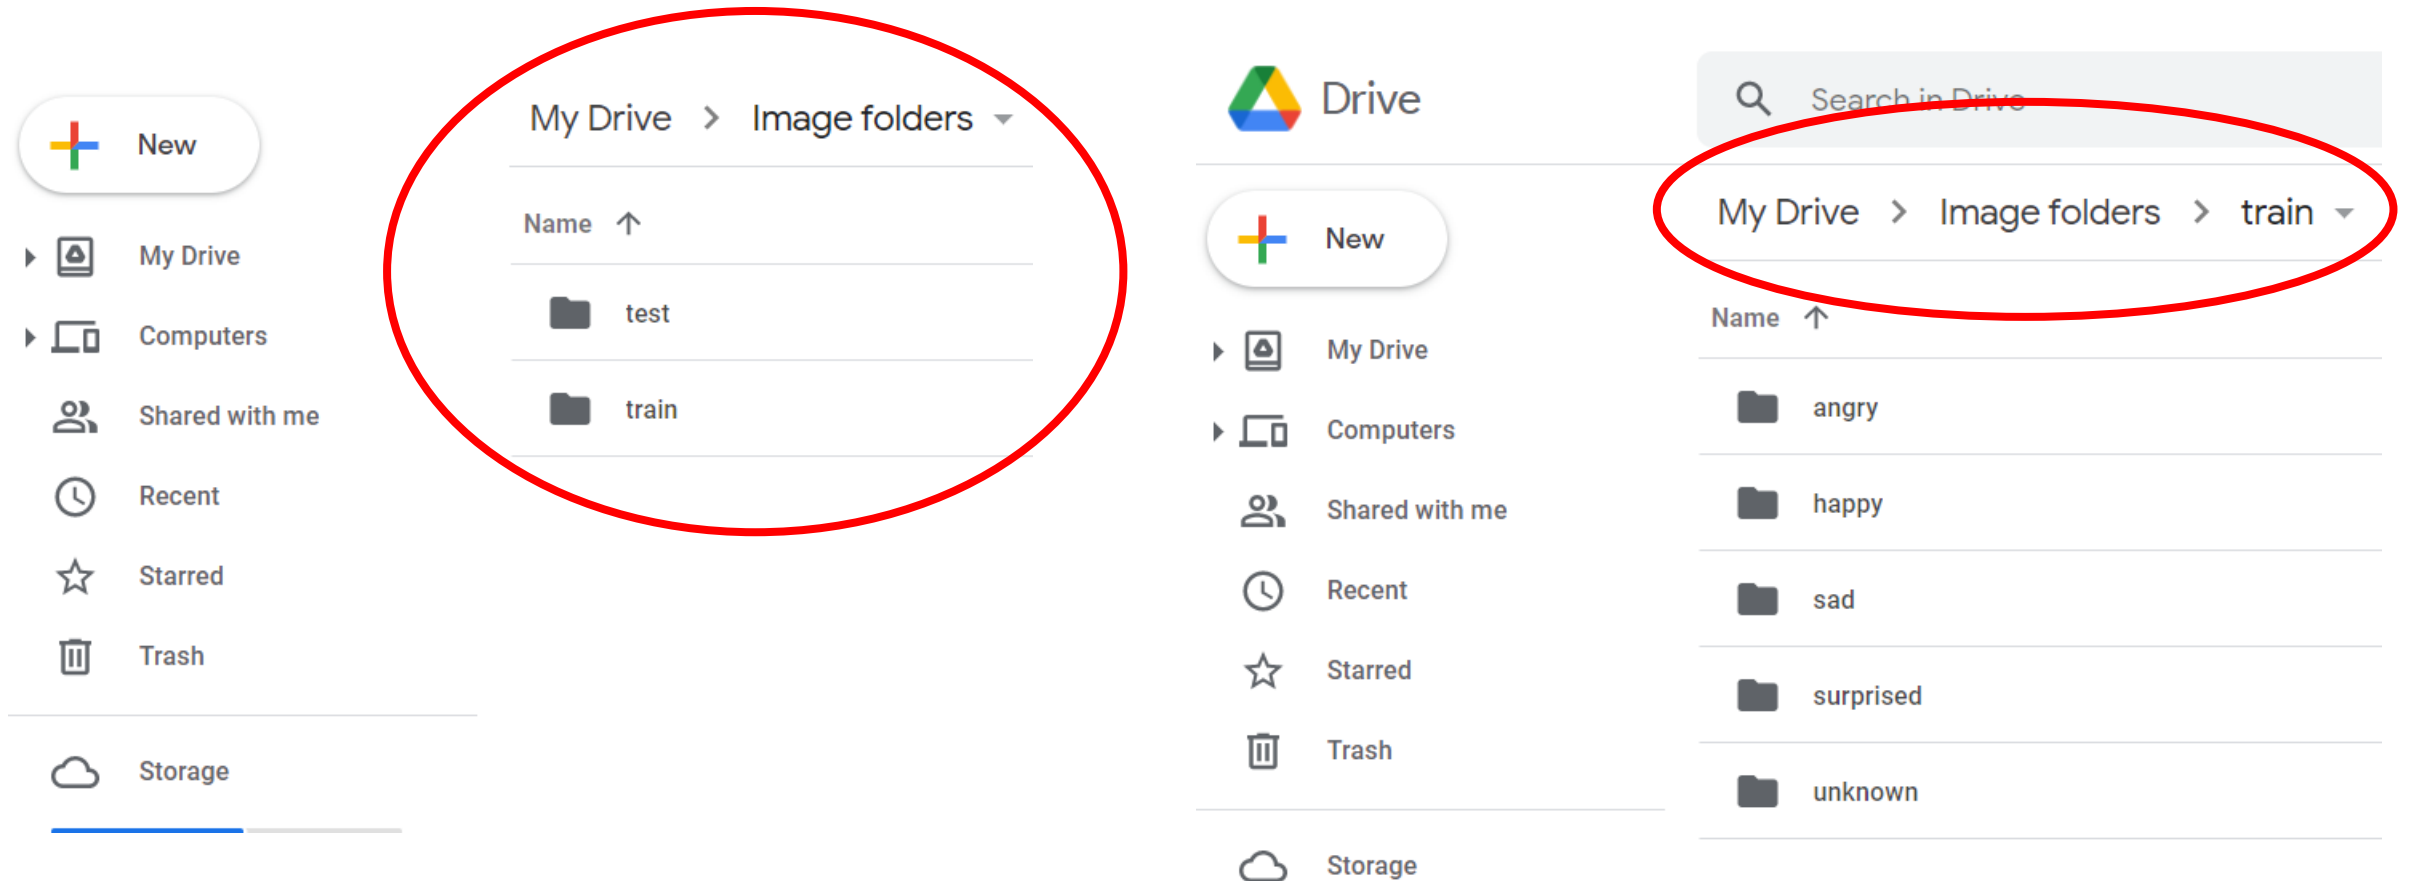 New
My Drive
Computers
Shared with me
Recent
Starred
Trash
Storage
My Drive > Image folders
Name
test
train
Drive
Search in Drive
New
My Drive
Computers
Shared with me
Recent
Starred
Trash
Storage
My Drive > Image folders > train
Name
angry
happy
sad
surprised
unknown